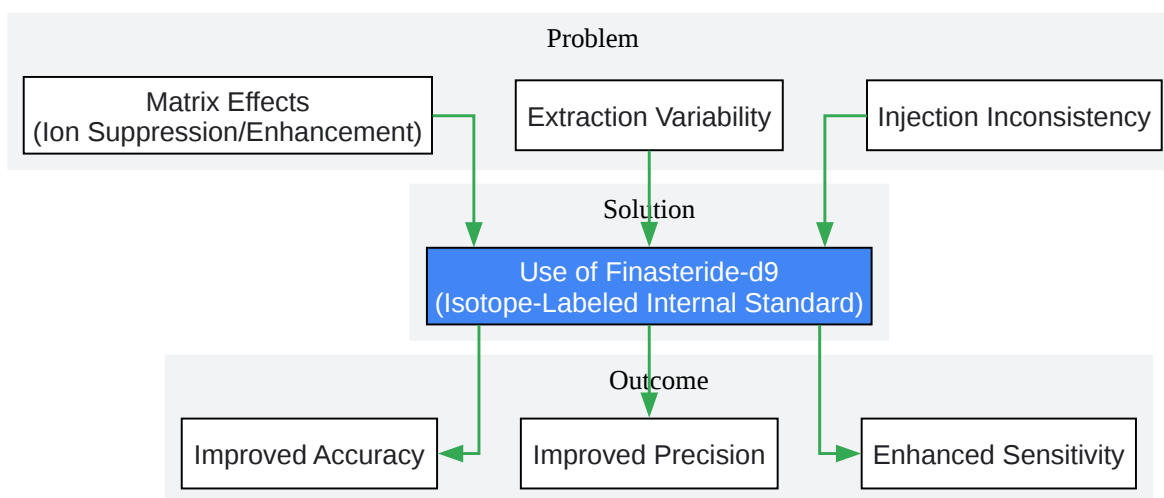 Problem
Matrix Effects
(Ion Suppression/Enhancement)
Extraction Variability
Injection Inconsistency
Solution
Use of Finasteride-d9
(Isotope-Labeled Internal Standard)
Outcome
Improved Accuracy
Improved Precision
Enhanced Sensitivity